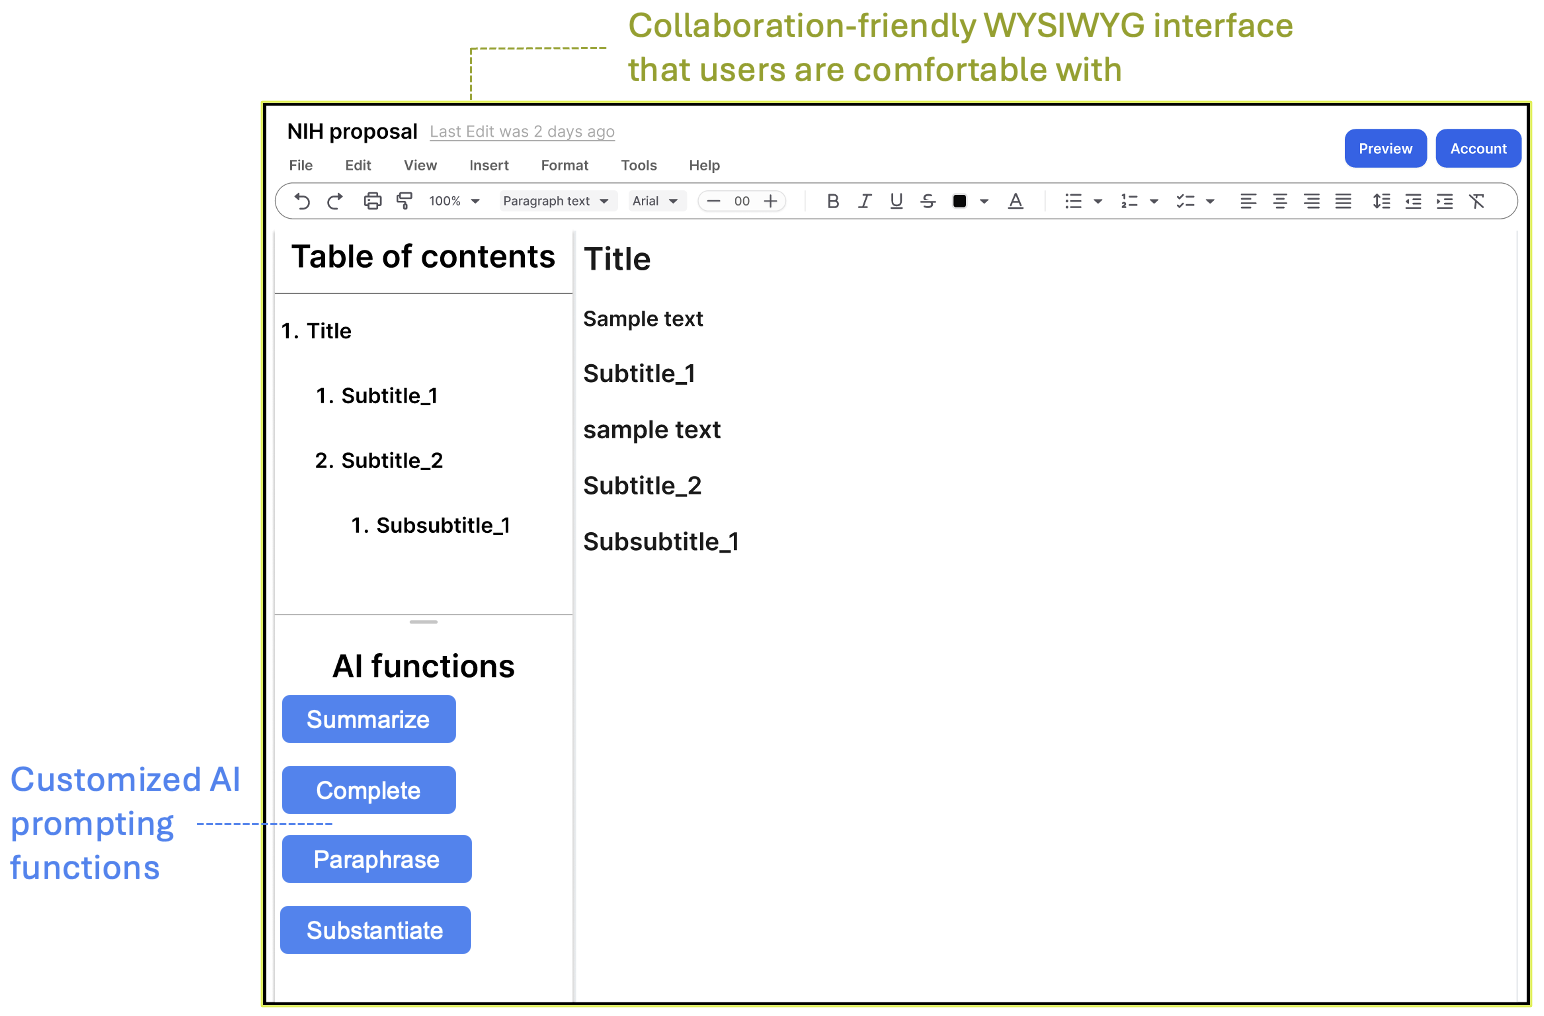 Collaboration-friendly WYSIWYG interface
that users are comfortable with
NIH proposal Last Edit was 2 days ago
Preview Account
File Edit View Insert Format Tools Help
100% Paragraph text Arial 00 B I U S A
Table of contents
1. Title
1. Subtitle_1
2. Subtitle_2
1. Subsubtitle_1
Title
Sample text
Subtitle_1
sample text
Subtitle_2
Subsubtitle_1
AI functions
Summarize
Complete
Paraphrase
Substantiate
Customized AI
prompting
functions